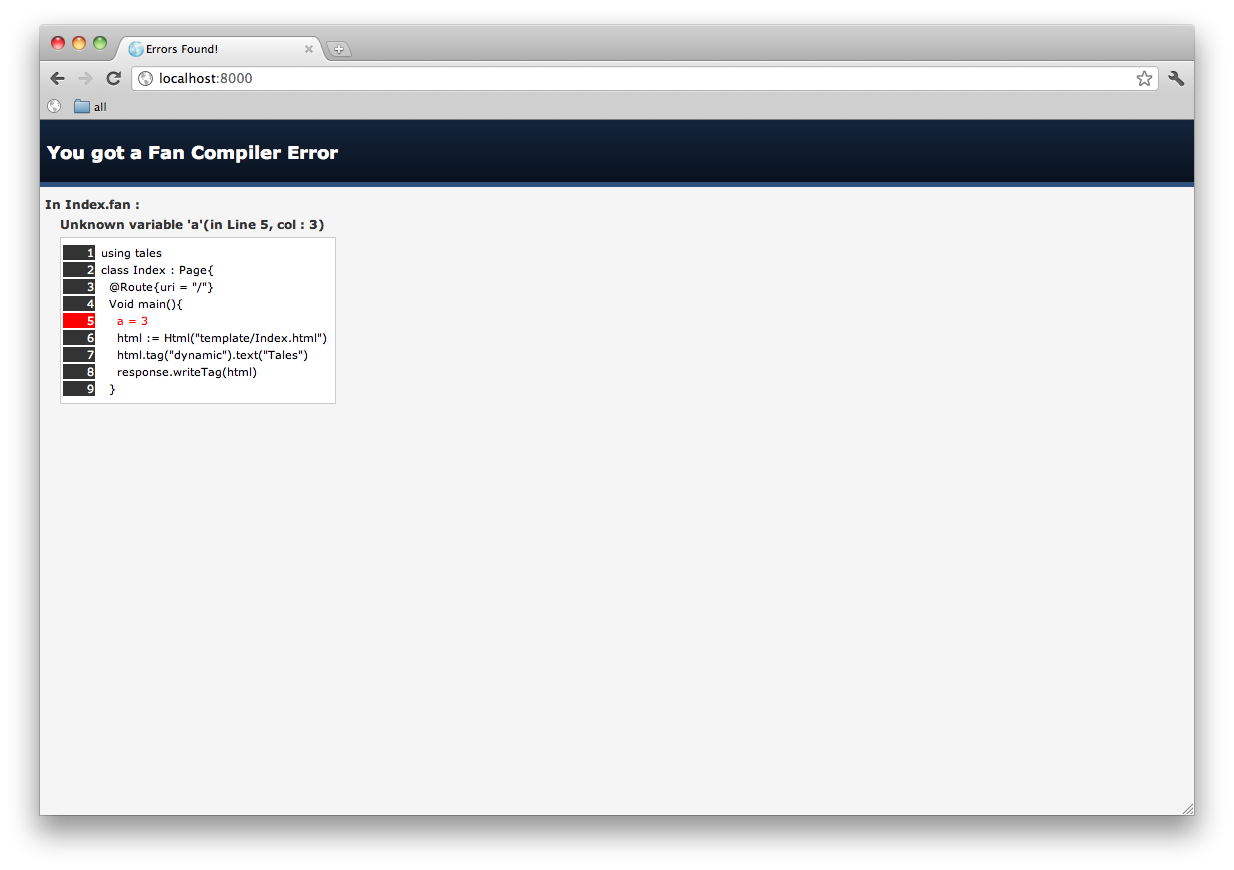 Errors Found!
localhost:8000
all
You got a Fan Compiler Error
In Index.fan :
Unknown variable 'a'(in Line 5, col : 3)
1 using tales
2 class Index : Page{
3 @Route{uri = "/"}
4 Void main(){
5 a = 3
6 html := Html("template/Index.html")
7 html.tag("dynamic").text("Tales")
8 response.writeTag(html)
9 }